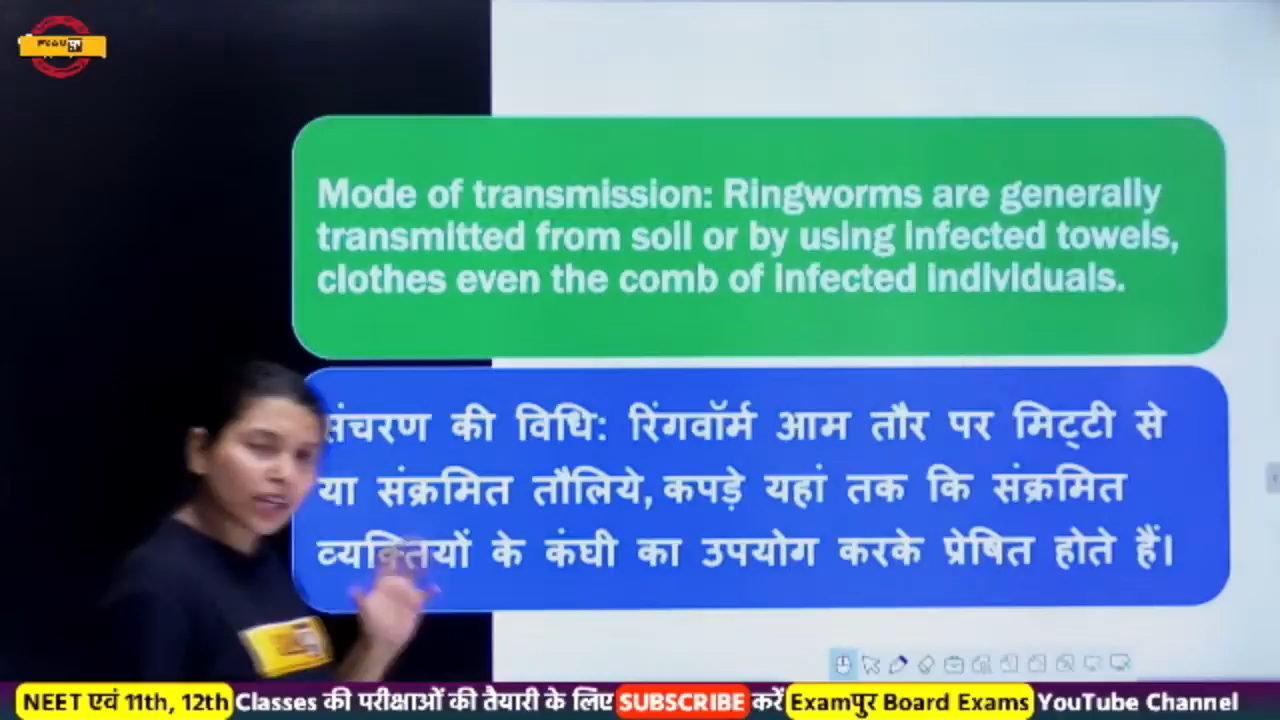 Mode of transmission: Ringworms are generally
transmitted from soil or by using infected towels,
clothes even the comb of infected individuals.
संचरण की विधि: रिंगवॉर्म आम तौर पर मिट्टी से
या संक्रमित तौलिये, कपड़े यहां तक कि संक्रमित
व्यक्तियों के कंघी का उपयोग करके प्रेषित होते हैं।
NEET एवं 11th, 12th Classes की परीक्षाओं की तैयारी के लिए SUBSCRIBE करें Examपुर Board Exams YouTube Channel